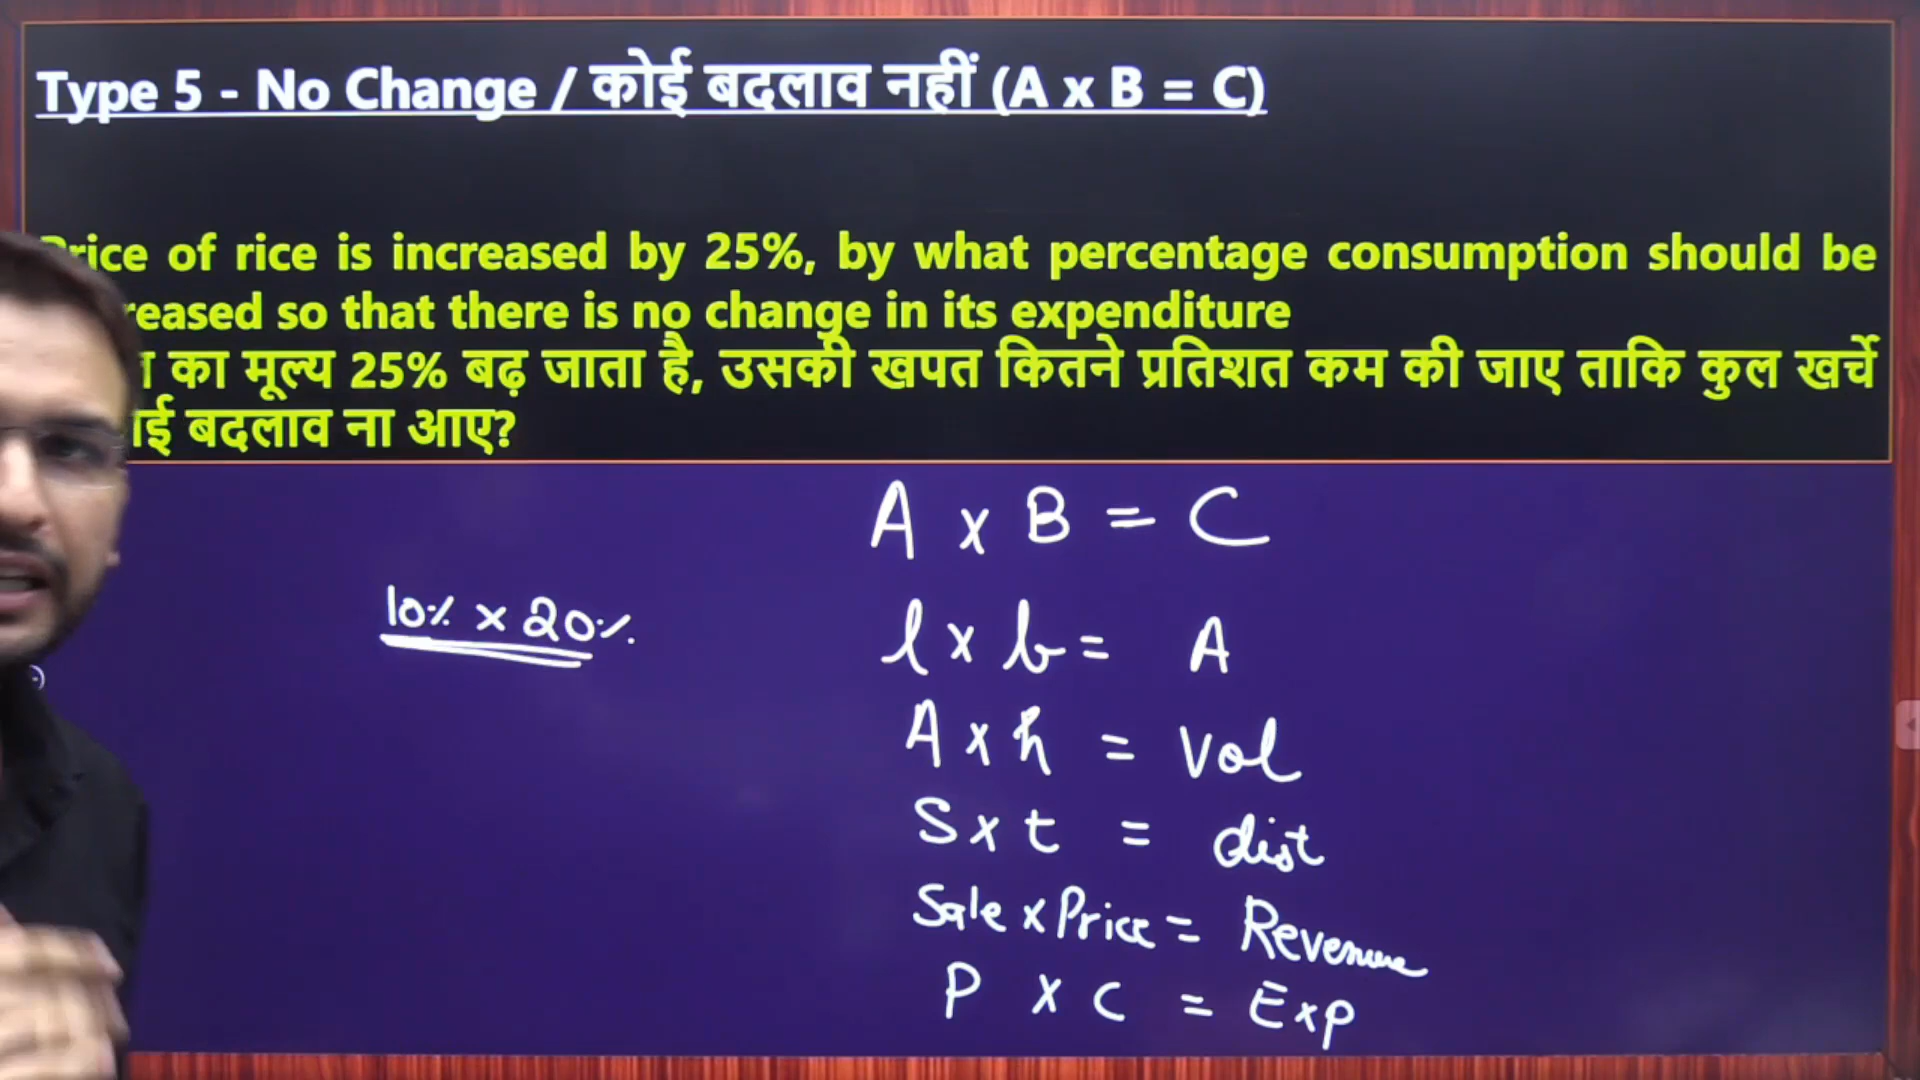 Type 5 - No Change / कोई बदलाव नहीं (A x B = C)
of rice is increased by 25%, by what percentage consumption should be
so that there is no change in its expenditure
का मूल्य 25% बढ़ जाता है, उसकी खपत कितने प्रतिशत कम की जाए ताकि कुल खर्चे
बदलाव ना आए?
A x B = C
10% x 20%
l x b = A
A x h = Vol
S x t = dist
Sale x Price = Revenue
P x C = Exp